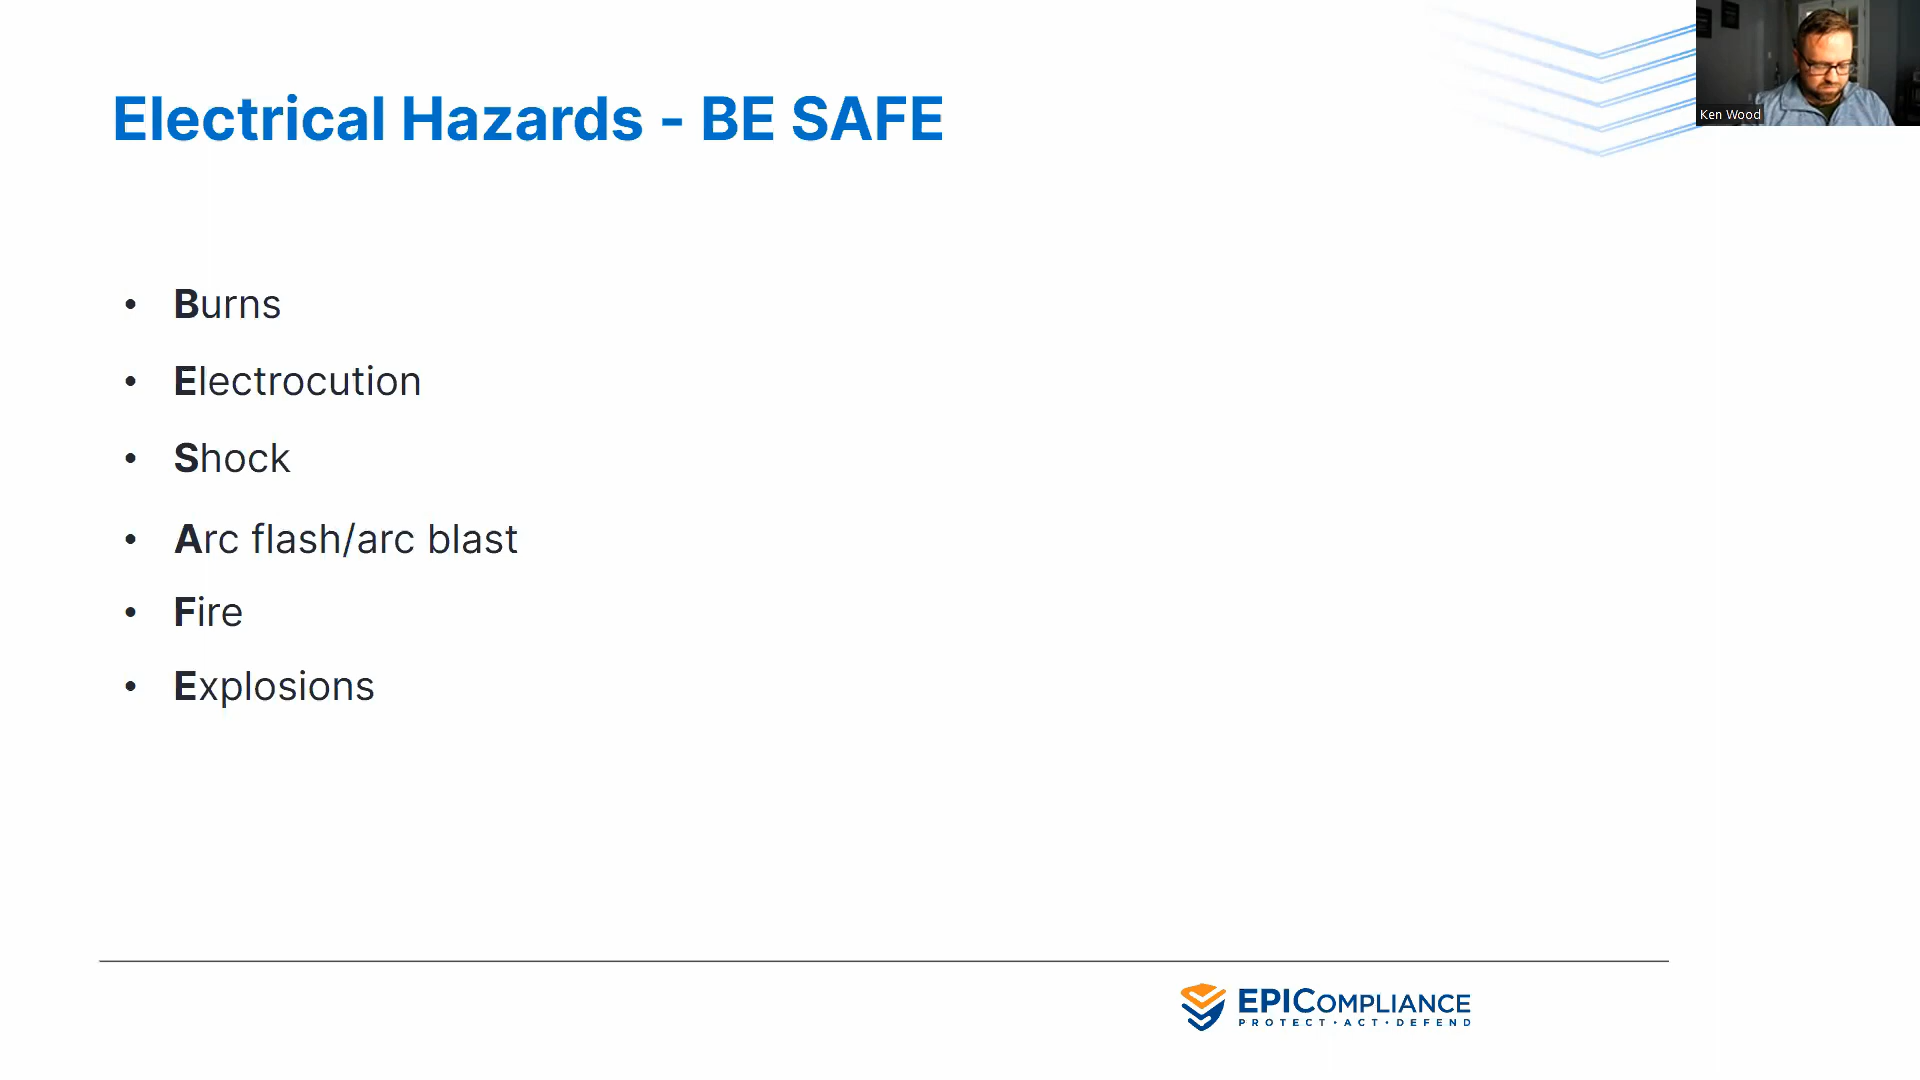 Electrical Hazards - BE SAFE
Ken Wood
• Burns
• Electrocution
• Shock
• Arc flash/arc blast
• Fire
• Explosions
EPICOMPLIANCE
PROTECT · ACT · DEFEND